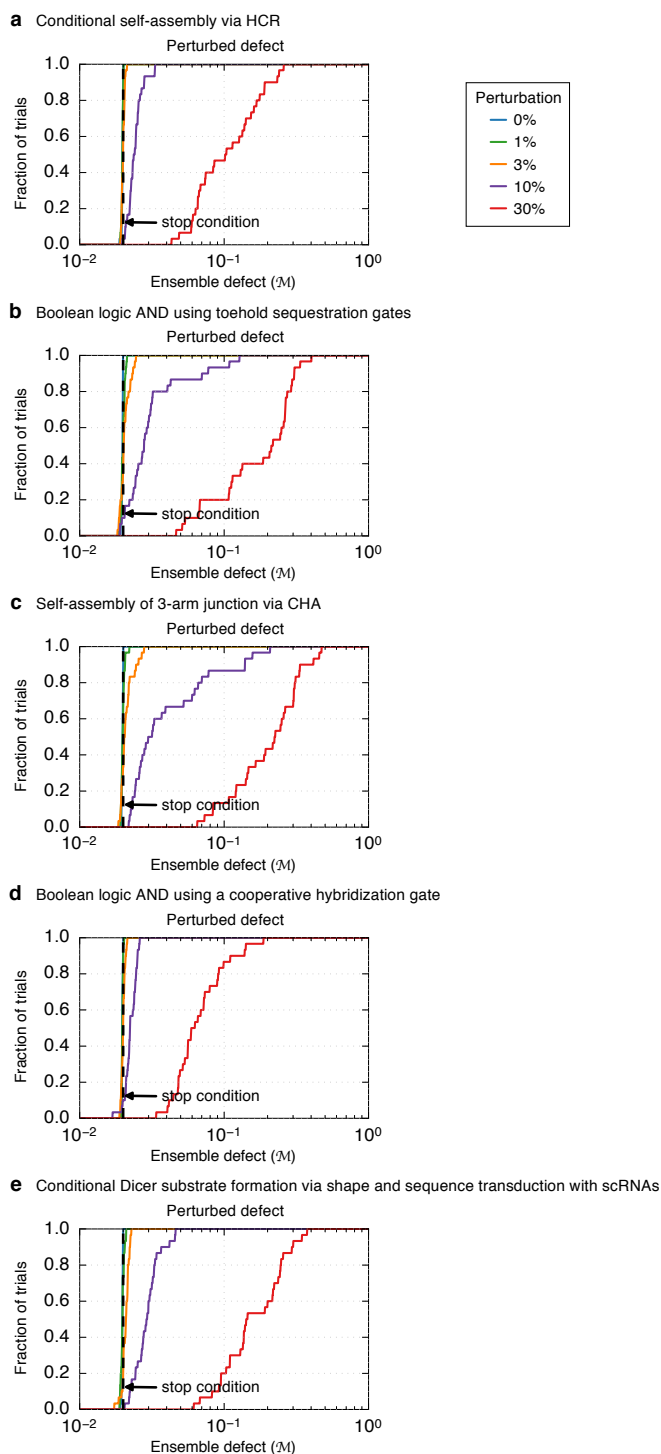 a Conditional self-assembly via HCR
Perturbed defect
Fraction of trials
1.0
0.8
0.6
0.4
0.2
0.0
stop condition
10⁻² 10⁻¹ 10⁰
Ensemble defect (ℳ)
Perturbation
0%
1%
3%
10%
30%
b Boolean logic AND using toehold sequestration gates
Perturbed defect
Fraction of trials
1.0
0.8
0.6
0.4
0.2
0.0
stop condition
10⁻² 10⁻¹ 10⁰
Ensemble defect (ℳ)
c Self-assembly of 3-arm junction via CHA
Perturbed defect
Fraction of trials
1.0
0.8
0.6
0.4
0.2
0.0
stop condition
10⁻² 10⁻¹ 10⁰
Ensemble defect (ℳ)
d Boolean logic AND using a cooperative hybridization gate
Perturbed defect
Fraction of trials
1.0
0.8
0.6
0.4
0.2
0.0
stop condition
10⁻² 10⁻¹ 10⁰
Ensemble defect (ℳ)
e Conditional Dicer substrate formation via shape and sequence transduction with scRNAs
Perturbed defect
Fraction of trials
1.0
0.8
0.6
0.4
0.2
0.0
stop condition
10⁻² 10⁻¹ 10⁰
Ensemble defect (ℳ)